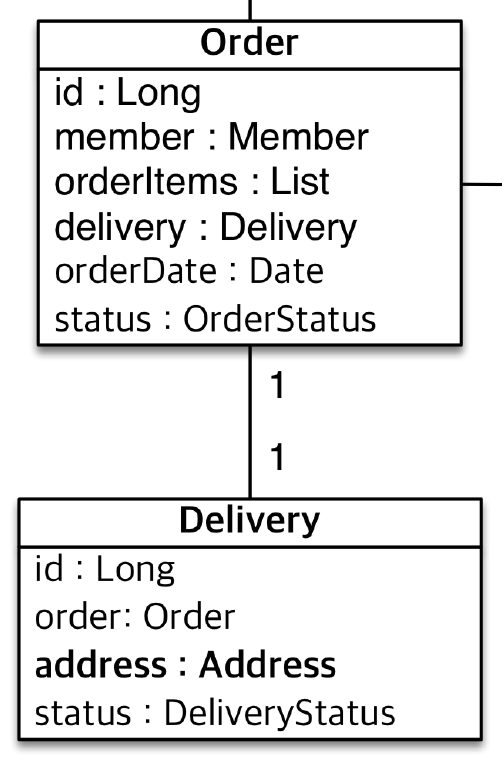 Order
id : Long
member : Member
orderItems : List
delivery : Delivery
orderDate : Date
status : OrderStatus
1
1
Delivery
id : Long
order: Order
address : Address
status : DeliveryStatus